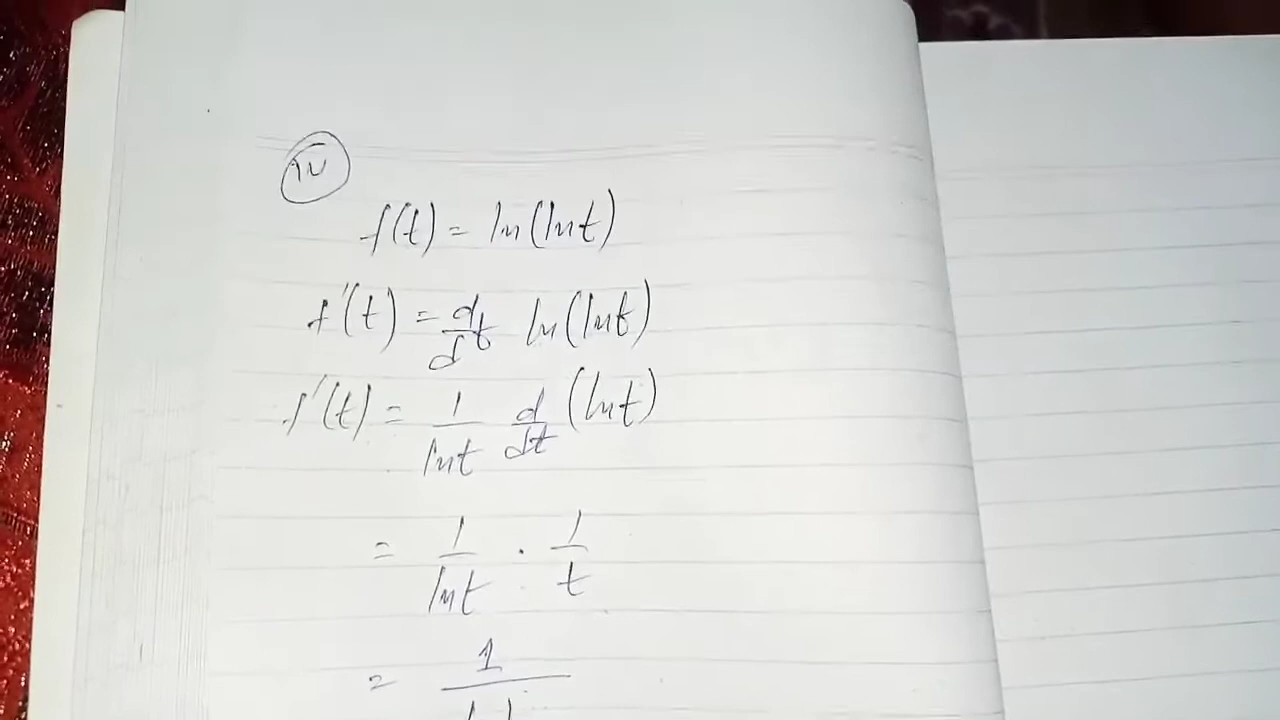 iv
f(t) = ln(lnt)
f'(t) = d/dt ln(lnt)
f'(t) = 1/lnt d/dt (lnt)
= 1/lnt · 1/t
= 1